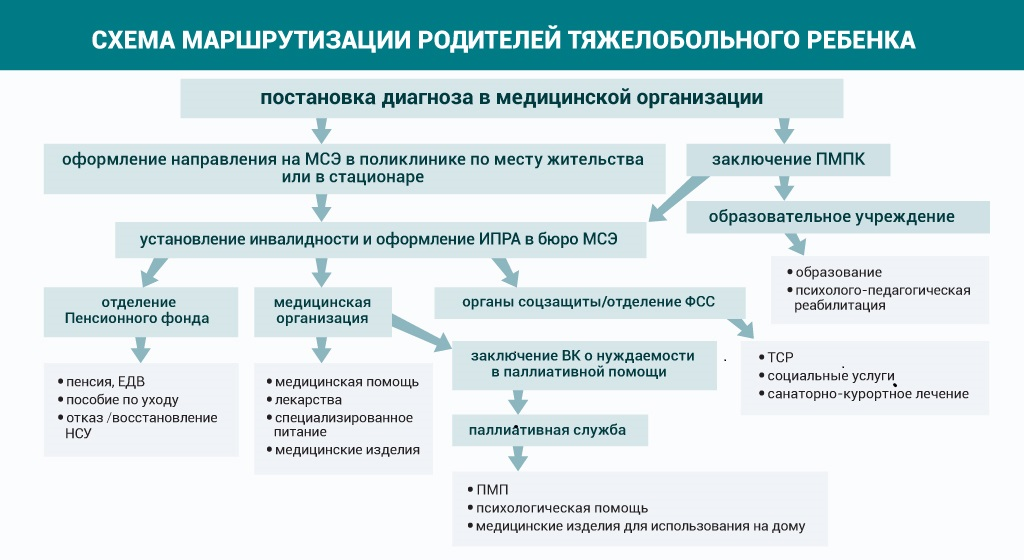 СХЕМА МАРШРУТИЗАЦИИ РОДИТЕЛЕЙ ТЯЖЕЛОБОЛЬНОГО РЕБЕНКА
постановка диагноза в медицинской организации
оформление направления на МСЭ в поликлинике по месту жительства
или в стационаре
заключение ПМПК
образовательное учреждение
• образование
• психолого-педагогическая
реабилитация
установление инвалидности и оформление ИПРА в бюро МСЭ
отделение
Пенсионного фонда
• пенсия, ЕДВ
• пособие по уходу
• отказ /восстановление
НСУ
медицинская
организация
• медицинская помощь
• лекарства
• специализированное
питание
• медицинские изделия
органы соцзащиты/отделение ФСС
• ТСР
• социальные услуги
• санаторно-курортное лечение
заключение ВК о нуждаемости
в паллиативной помощи
паллиативная служба
• ПМП
• психологическая помощь
• медицинские изделия для использования на дому